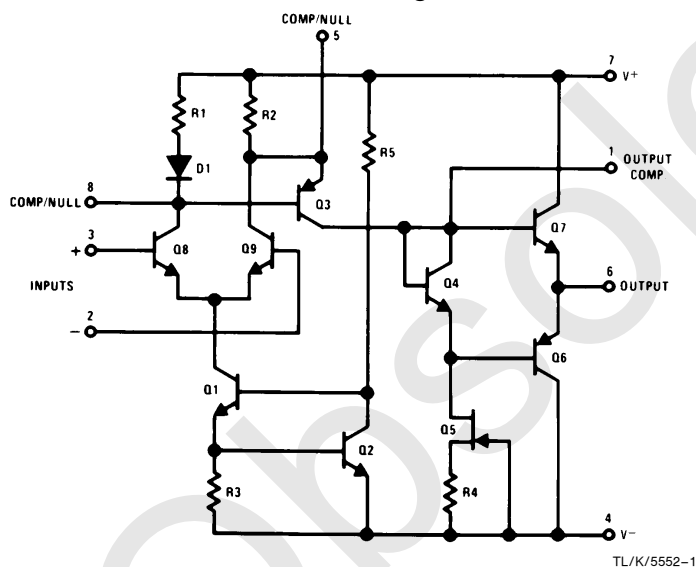 COMP/NULL
5
7
V+
R1
R2
R5
1
OUTPUT
COMP
D1
8
COMP/NULL
Q3
Q7
3
+
Q8
Q9
Q4
6
OUTPUT
INPUTS
2
−
Q6
Q1
Q5
Q2
R3
R4
4
V−
TL/K/5552–1
Obsolete